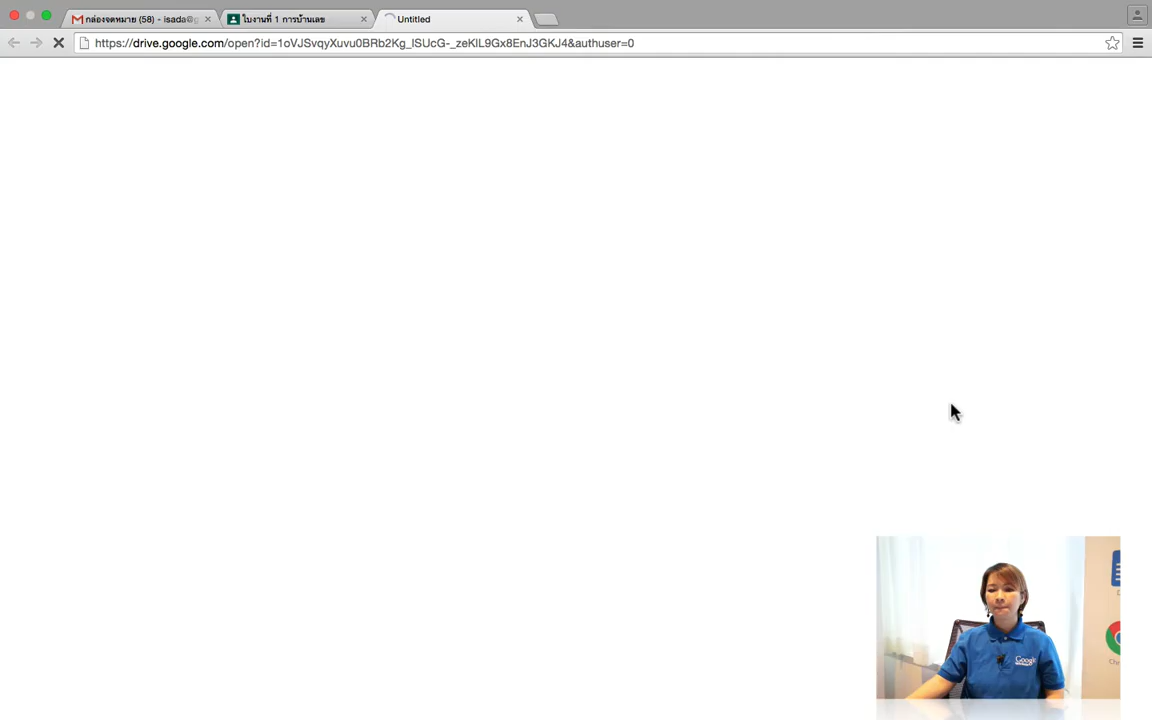 กล่องจดหมาย (58) - isada@g
ใบงานที่ 1 การบ้านเลข
Untitled
https://drive.google.com/open?id=1oVJSvqyXuvu0BRb2Kg_lSUcG-_zeKlL9Gx8EnJ3GKJ4&authuser=0
Google